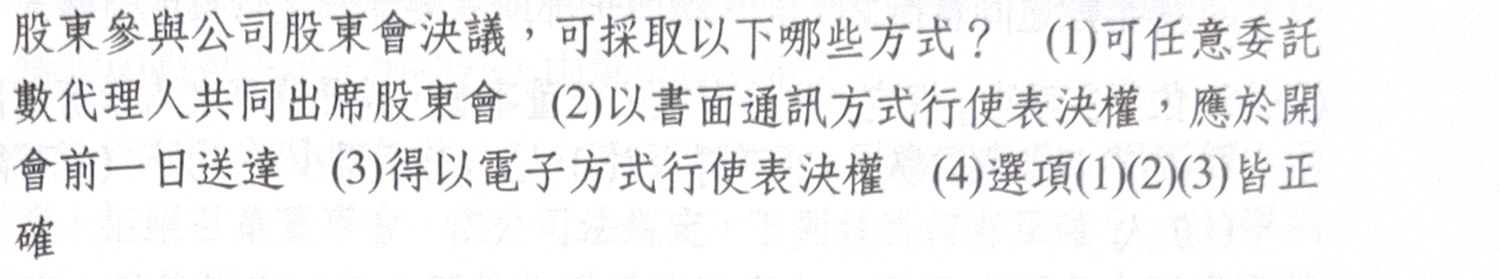 股東參與公司股東會決議，可採取以下哪些方式？　(1)可任意委託
數代理人共同出席股東會　(2)以書面通訊方式行使表決權，應於開
會前一日送達　(3)得以電子方式行使表決權　(4)選項(1)(2)(3)皆正
確